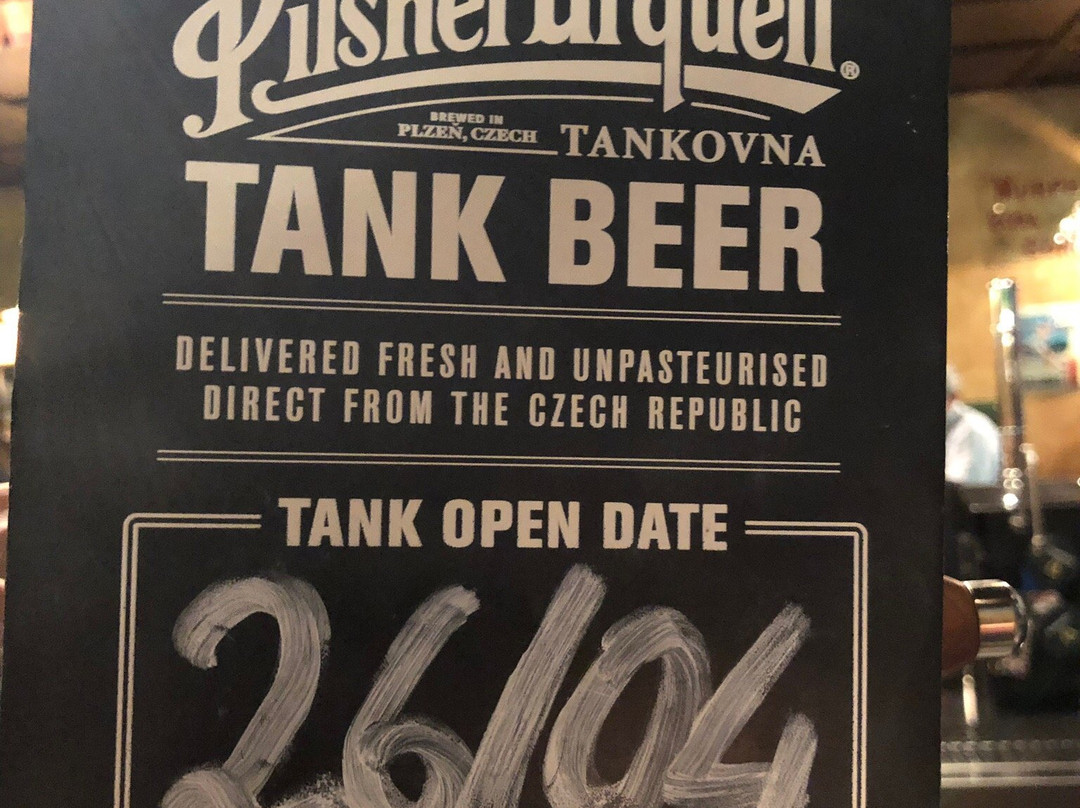 Pilsner Urquell®
BREWED IN
PLZEŇ, CZECH
TANKOVNA
TANK BEER
DELIVERED FRESH AND UNPASTEURISED
DIRECT FROM THE CZECH REPUBLIC
TANK OPEN DATE
26/04